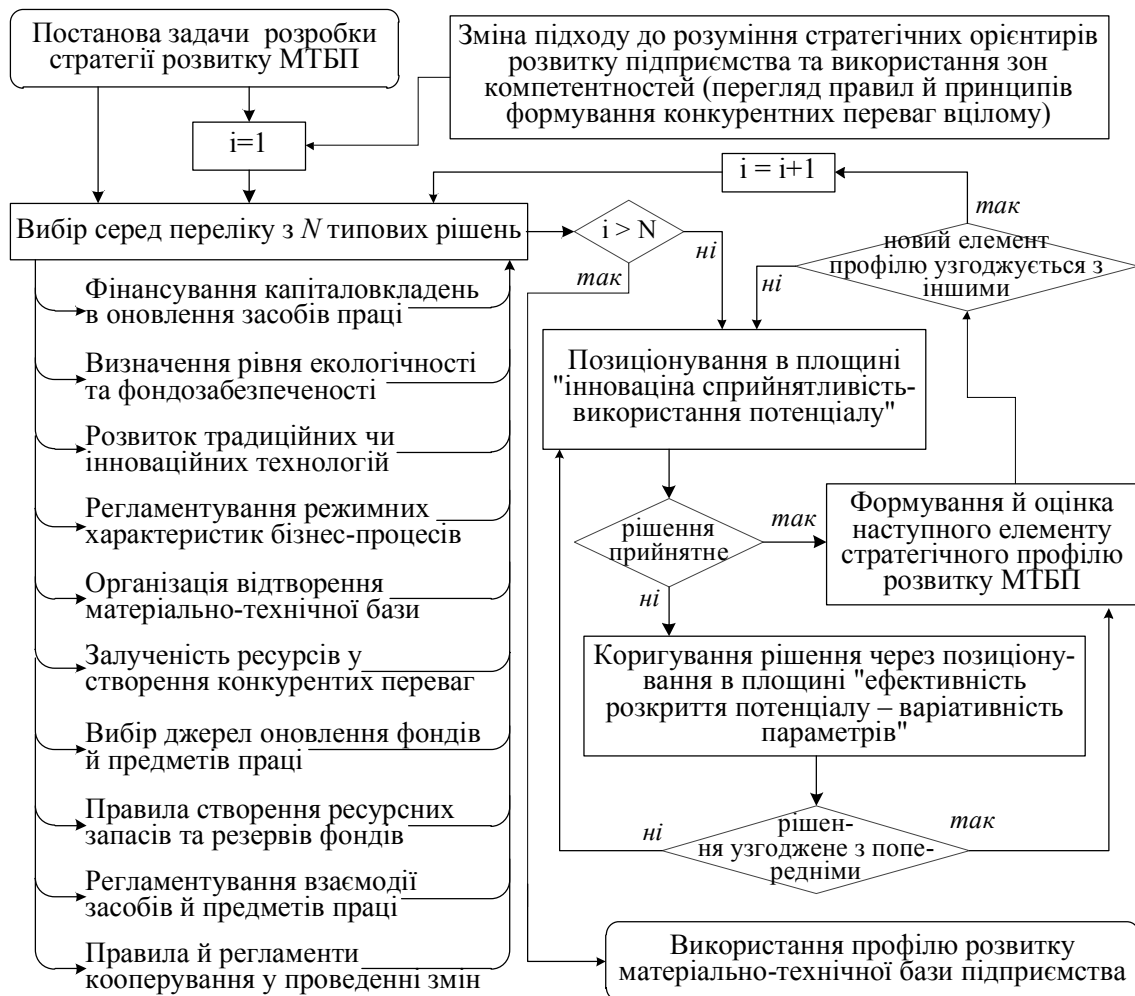 Постанова задачи розробки
стратегії розвитку МТБП
Зміна підходу до розуміння стратегічних орієнтирів
розвитку підприємства та використання зон
компетентностей (перегляд правил й принципів
формування конкурентних переваг вцілому)
i=1
i = i+1
Вибір серед переліку з N типових рішень
i > N
ні
так
так
новий елемент
профілю узгоджується з
іншими
ні
Фінансування капіталовкладень
в оновлення засобів праці
Визначення рівня екологічності
та фондозабезпеченості
Розвиток традиційних чи
інноваційних технологій
Регламентування режимних
характеристик бізнес-процесів
Організація відтворення
матеріально-технічної бази
Залученість ресурсів у
створення конкурентих переваг
Вибір джерел оновлення фондів
й предметів праці
Правила створення ресурсних
запасів та резервів фондів
Регламентування взаємодії
засобів й предметів праці
Правила й регламенти
кооперування у проведенні змін
Позиціонування в площині
"інноваціна сприйнятливість-
використання потенціалу"
рішення
прийнятне
так
ні
Формування й оцінка
наступного елементу
стратегічного профілю
розвитку МТБП
Коригування рішення через позиціону-
вання в площині "ефективність
розкриття потенціалу – варіативність
параметрів"
рішен-
ня узгоджене з попе-
редніми
ні
так
Використання профілю розвитку
матеріально-технічної бази підприємства